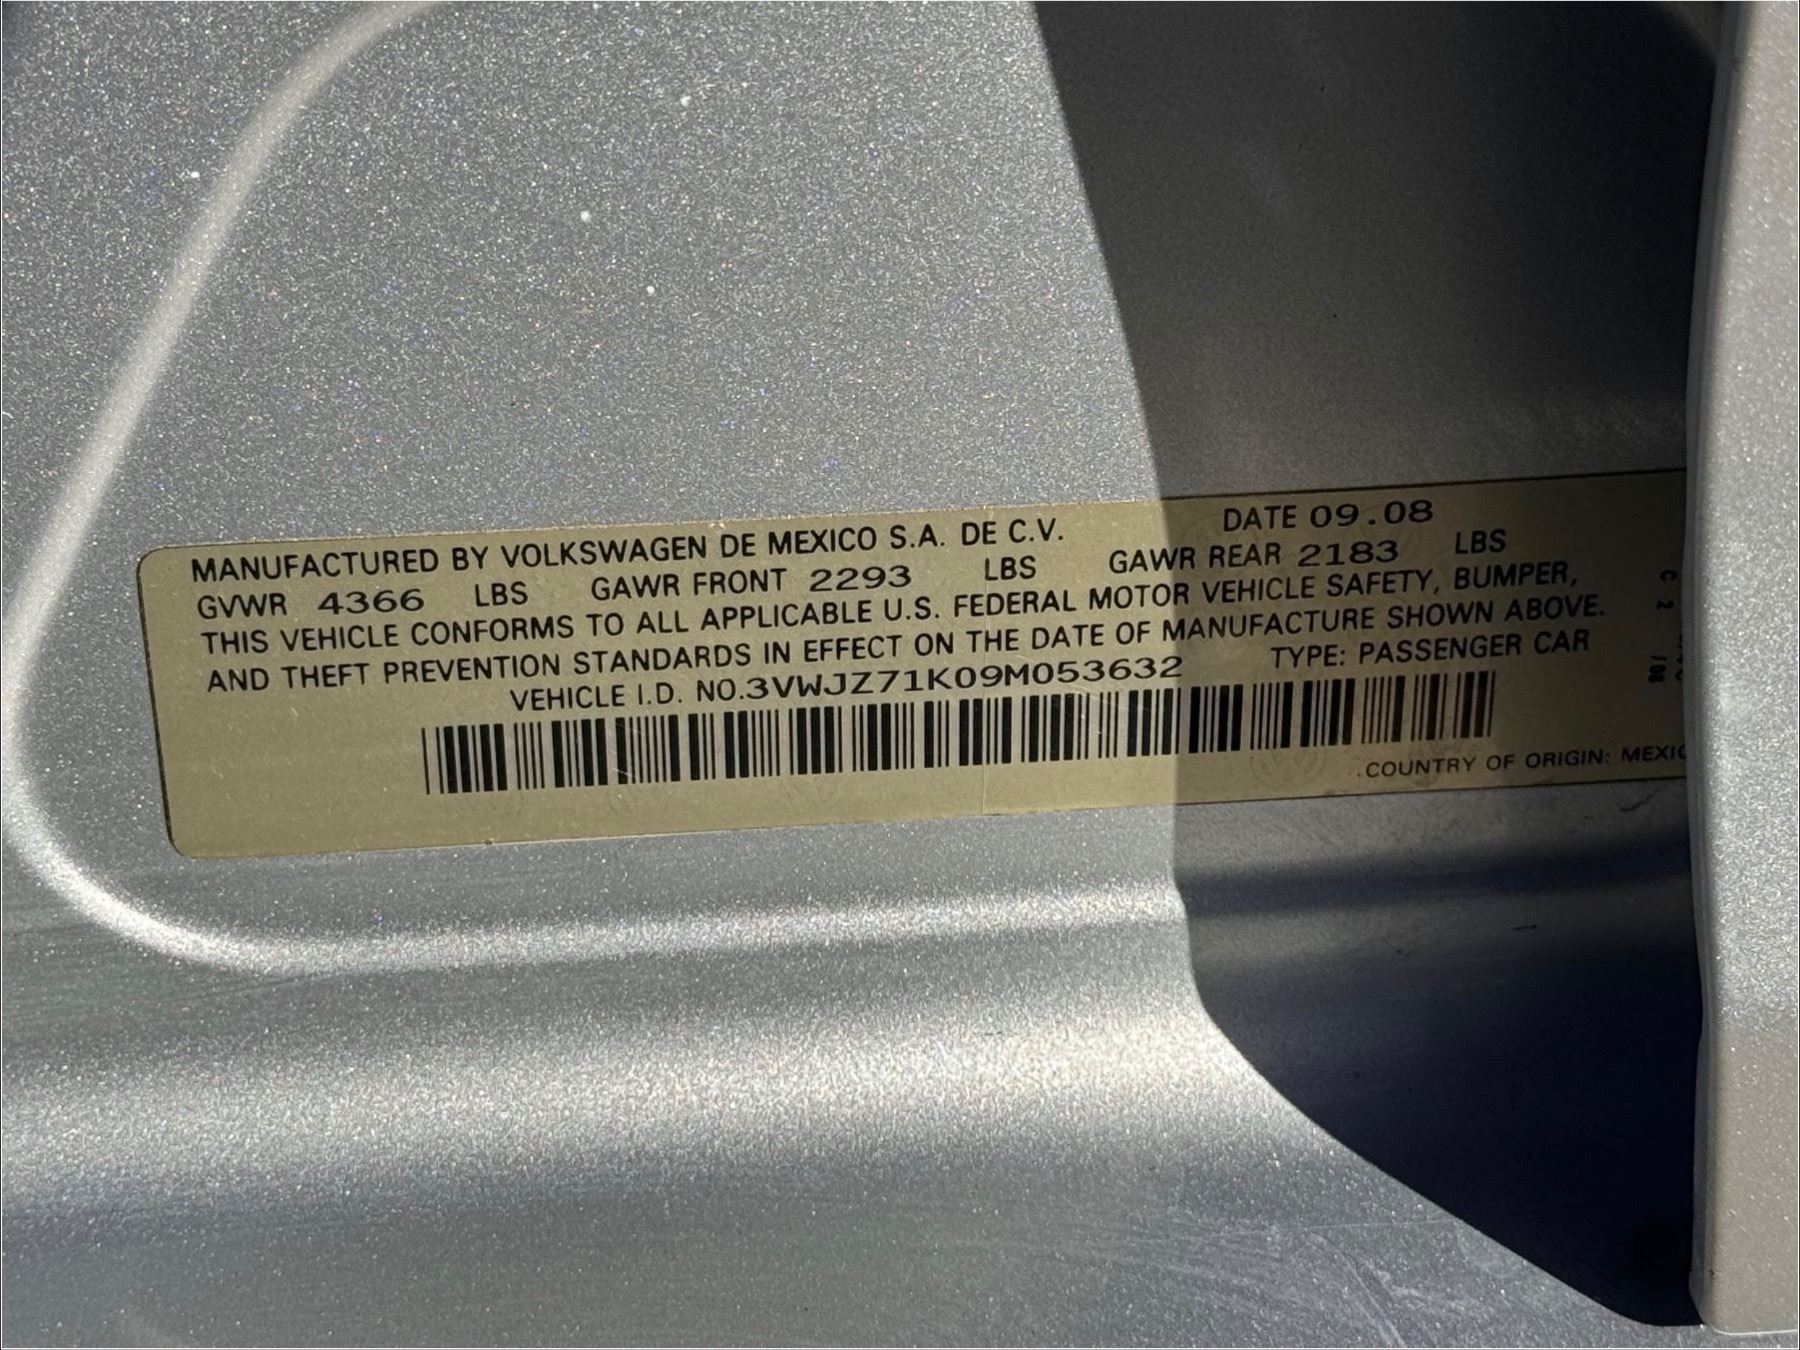 MANUFACTURED BY VOLKSWAGEN DE MEXICO S.A. DE C.V. DATE 09.08
GVWR 4366 LBS GAWR FRONT 2293 LBS GAWR REAR 2183 LBS
THIS VEHICLE CONFORMS TO ALL APPLICABLE U.S. FEDERAL MOTOR VEHICLE SAFETY, BUMPER,
AND THEFT PREVENTION STANDARDS IN EFFECT ON THE DATE OF MANUFACTURE SHOWN ABOVE.
VEHICLE I.D. NO.3VWJZ71K09M053632 TYPE: PASSENGER CAR
.COUNTRY OF ORIGIN: MEXIC